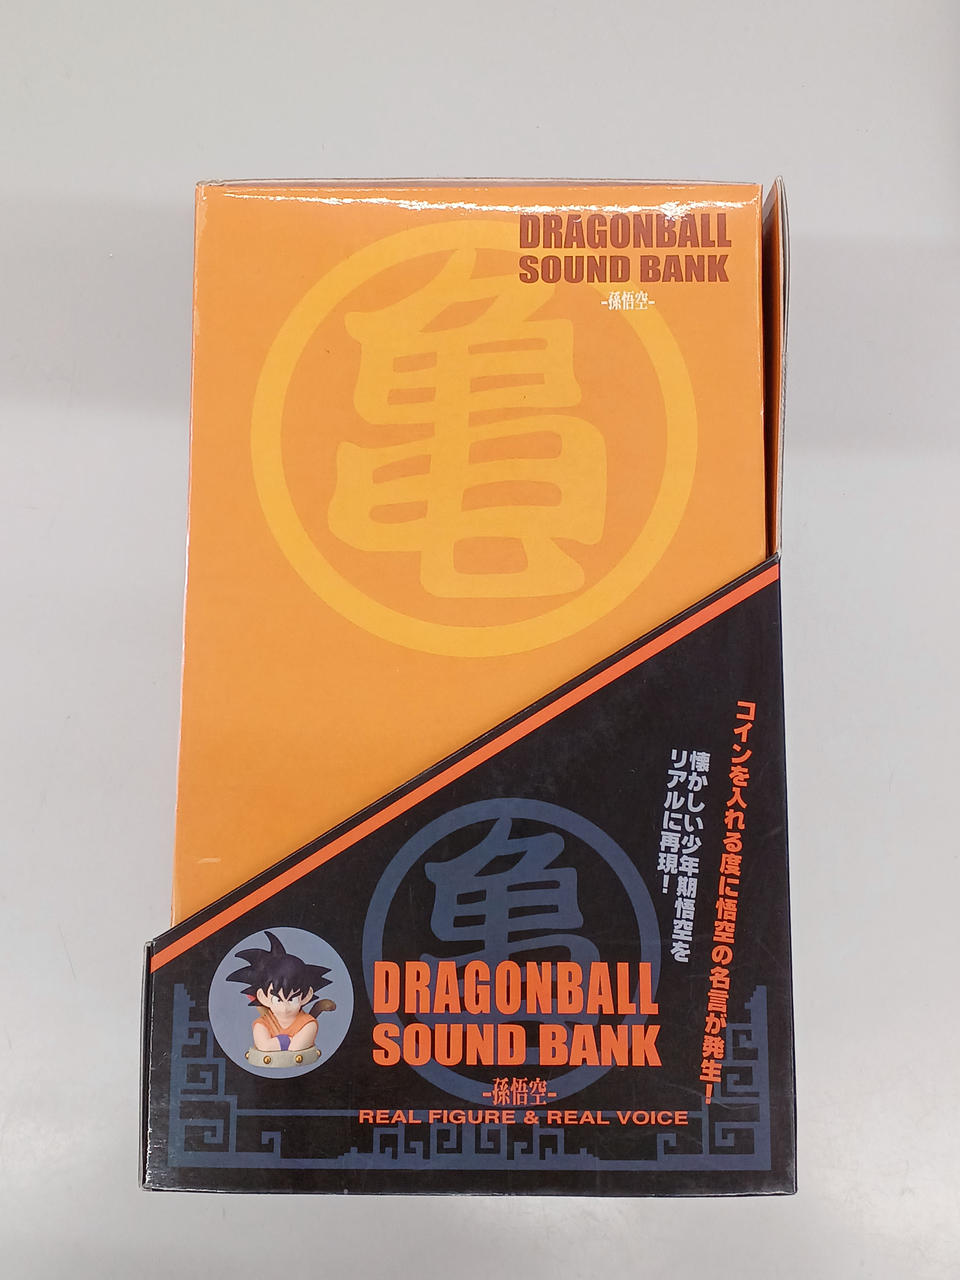 DRAGONBALL
SOUND BANK
-孫悟空-
亀
コインを入れる度に悟空の名言が発生!
懐かしい少年期悟空を
リアルに再現!
亀
DRAGONBALL
SOUND BANK
-孫悟空-
REAL FIGURE & REAL VOICE